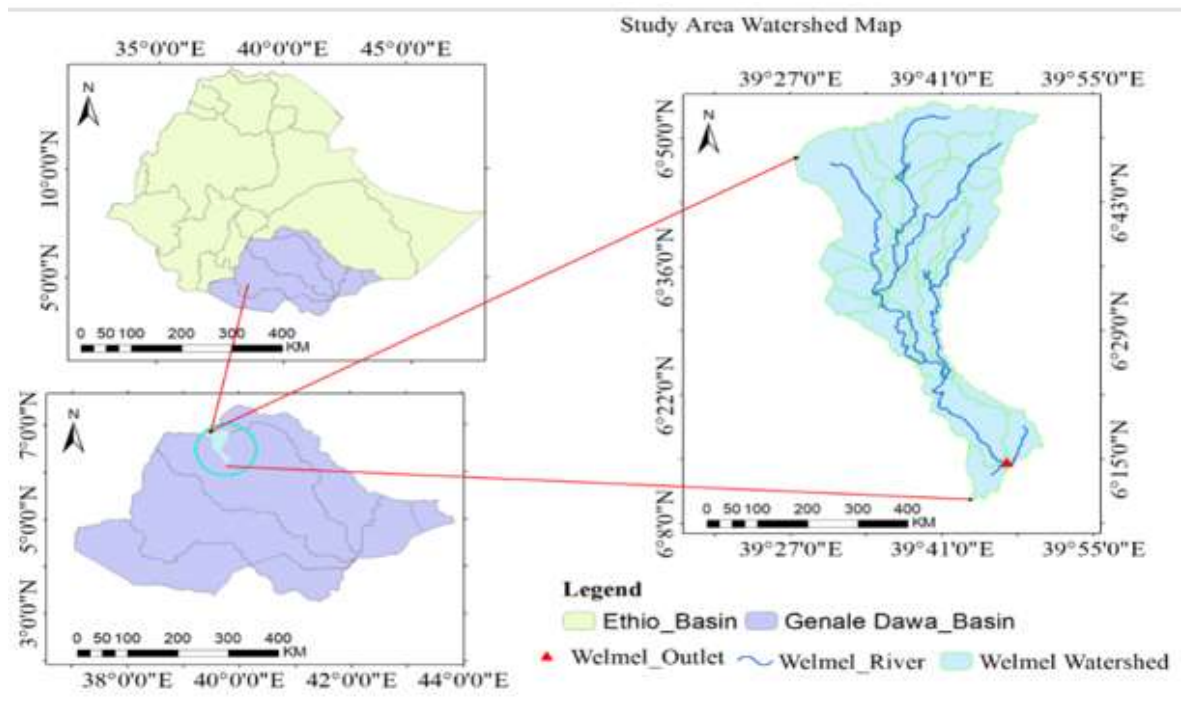 Study Area Watershed Map
35°0'0"E 40°0'0"E 45°0'0"E
N
10°0'0"N
5°0'0"N
0 50 100 200 300 400
KM
39°27'0"E 39°41'0"E 39°55'0"E
N
6°50'0"N
6°36'0"N
6°22'0"N
6°8'0"N
6°43'0"N
6°29'0"N
6°15'0"N
0 50 100 200 300 400
KM
39°27'0"E 39°41'0"E 39°55'0"E
N
7°0'0"N
5°0'0"N
3°0'0"N
0 50 100 200 300 400
KM
38°0'0"E 40°0'0"E 42°0'0"E 44°0'0"E
Legend
Ethio_Basin Genale Dawa_Basin
Welmel_Outlet Welmel_River Welmel Watershed